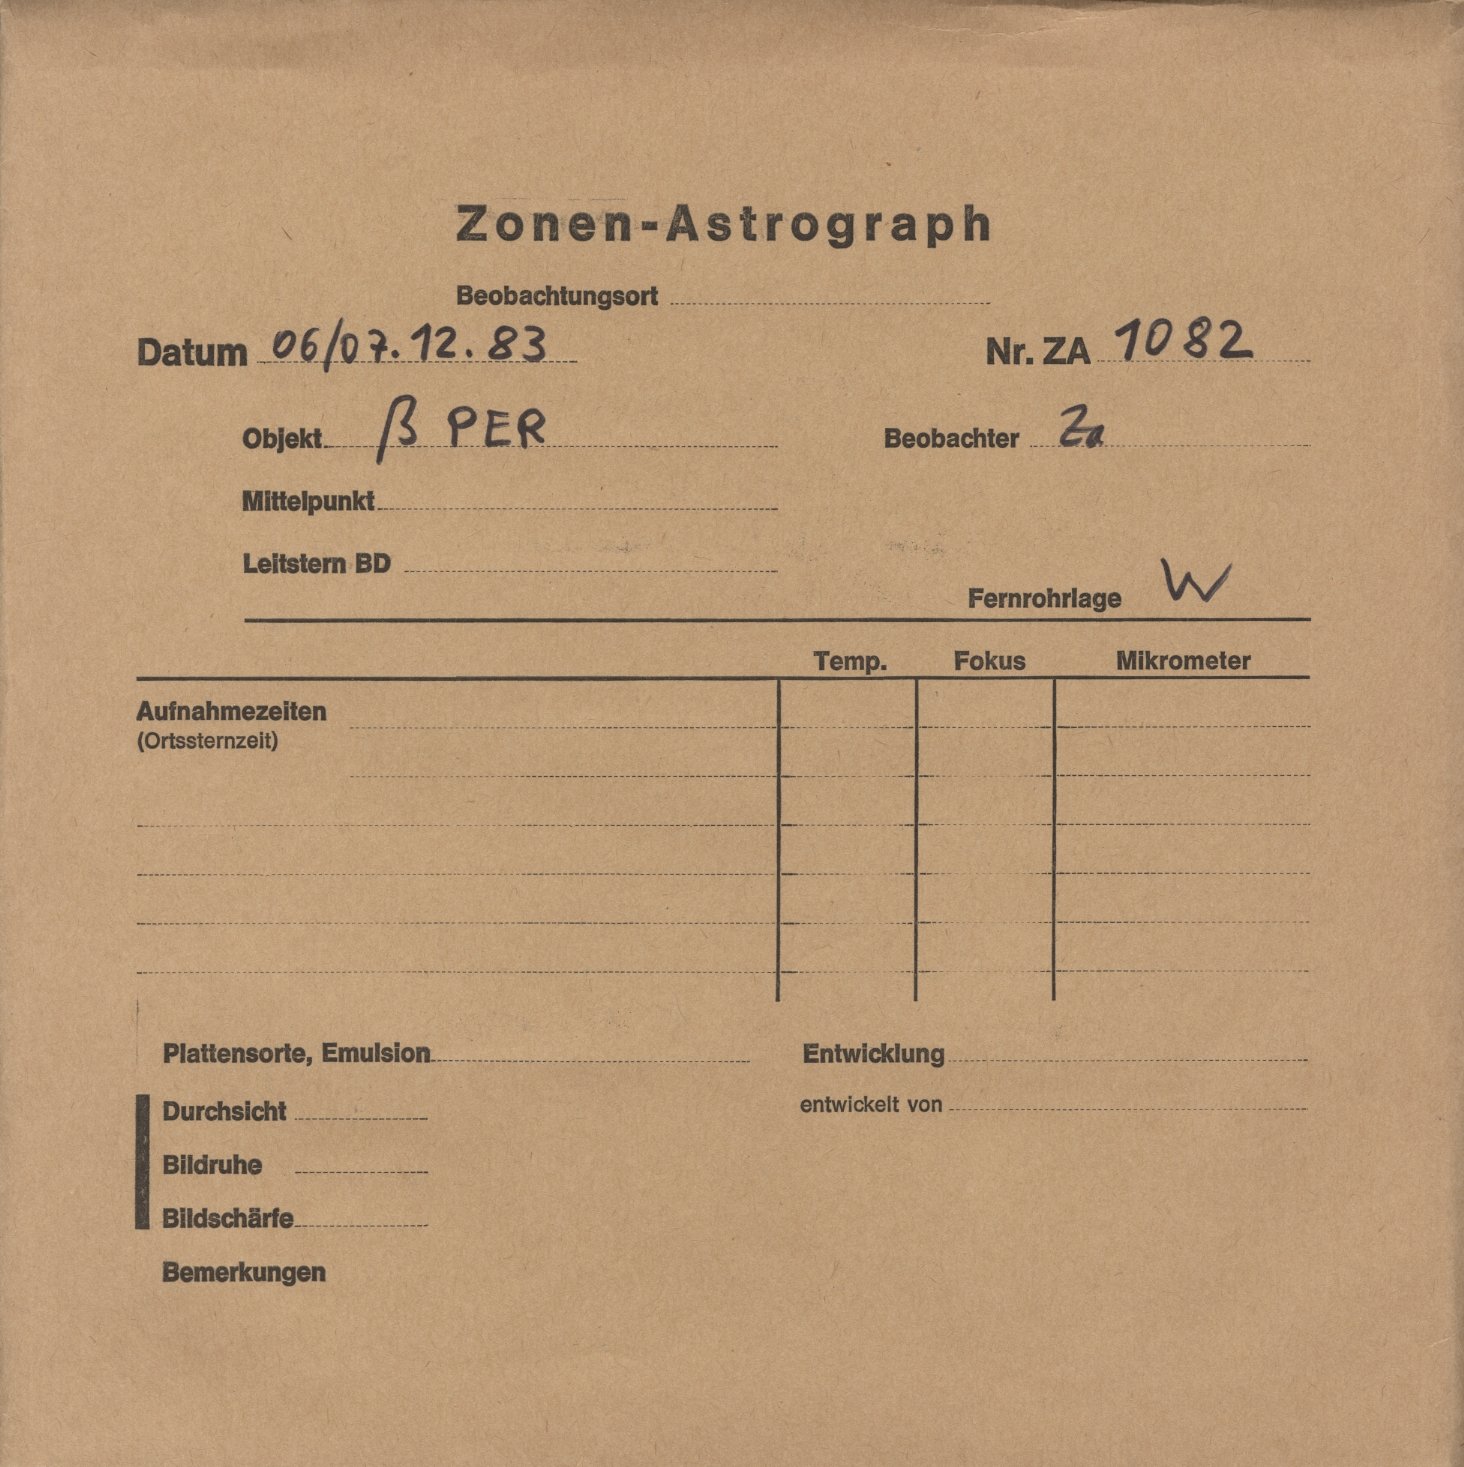 Zonen-Astrograph
Beobachtungsort
Datum 06/07.12.83 Nr. ZA 1082
Objekt β PER Beobachter Za
Mittelpunkt
Leitstern BD
Fernrohrlage W
Temp. Fokus Mikrometer
Aufnahmezeiten
(Ortssternzeit)
Plattensorte, Emulsion Entwicklung
Durchsicht entwickelt von
Bildruhe
Bildschärfe
Bemerkungen